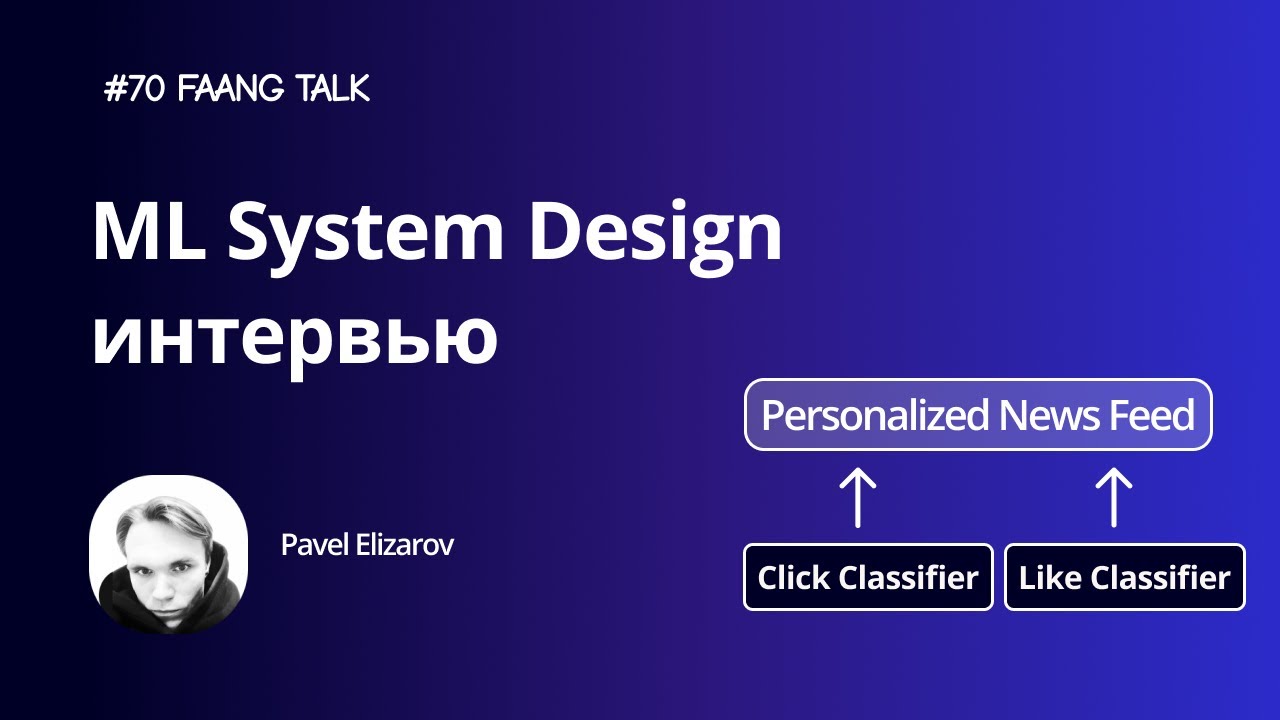 #70 FAANG TALK
ML System Design
интервью
Personalized News Feed
Pavel Elizarov
Click Classifier
Like Classifier